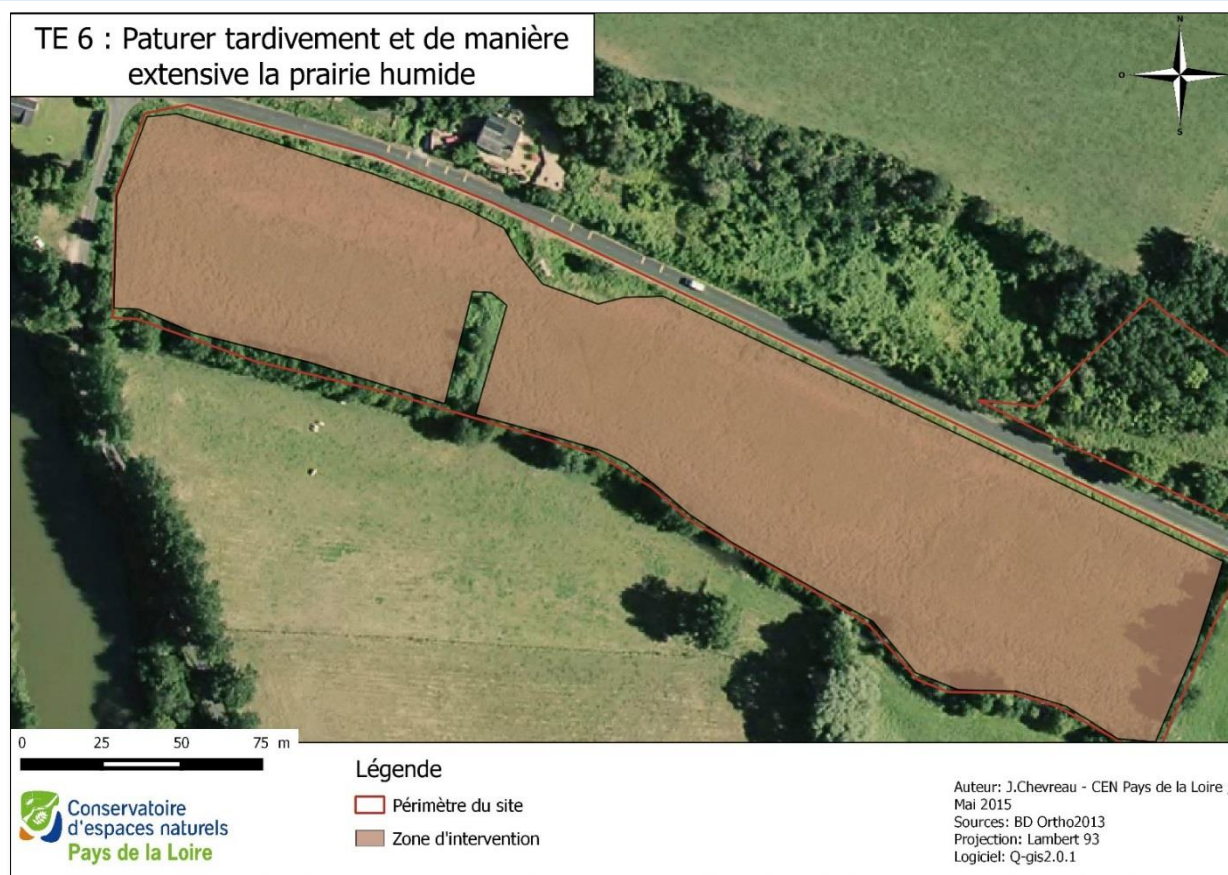 TE 6 : Paturer tardivement et de manière
extensive la prairie humide
N
O
S
0 25 50 75 m
Légende
Périmètre du site
Zone d'intervention
Conservatoire
d'espaces naturels
Pays de la Loire
Auteur: J.Chevreau - CEN Pays de la Loire ;
Mai 2015
Sources: BD Ortho2013
Projection: Lambert 93
Logiciel: Q-gis2.0.1